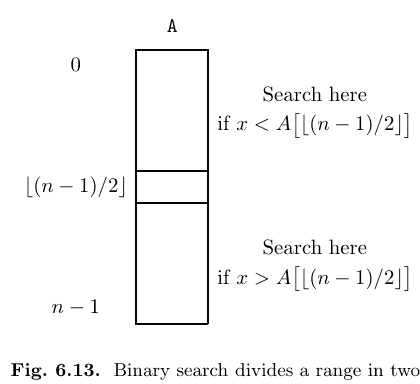 A
0
Search here
if x < A[⌊(n − 1)/2⌋]
⌊(n − 1)/2⌋
Search here
if x > A[⌊(n − 1)/2⌋]
n − 1
Fig. 6.13. Binary search divides a range in two